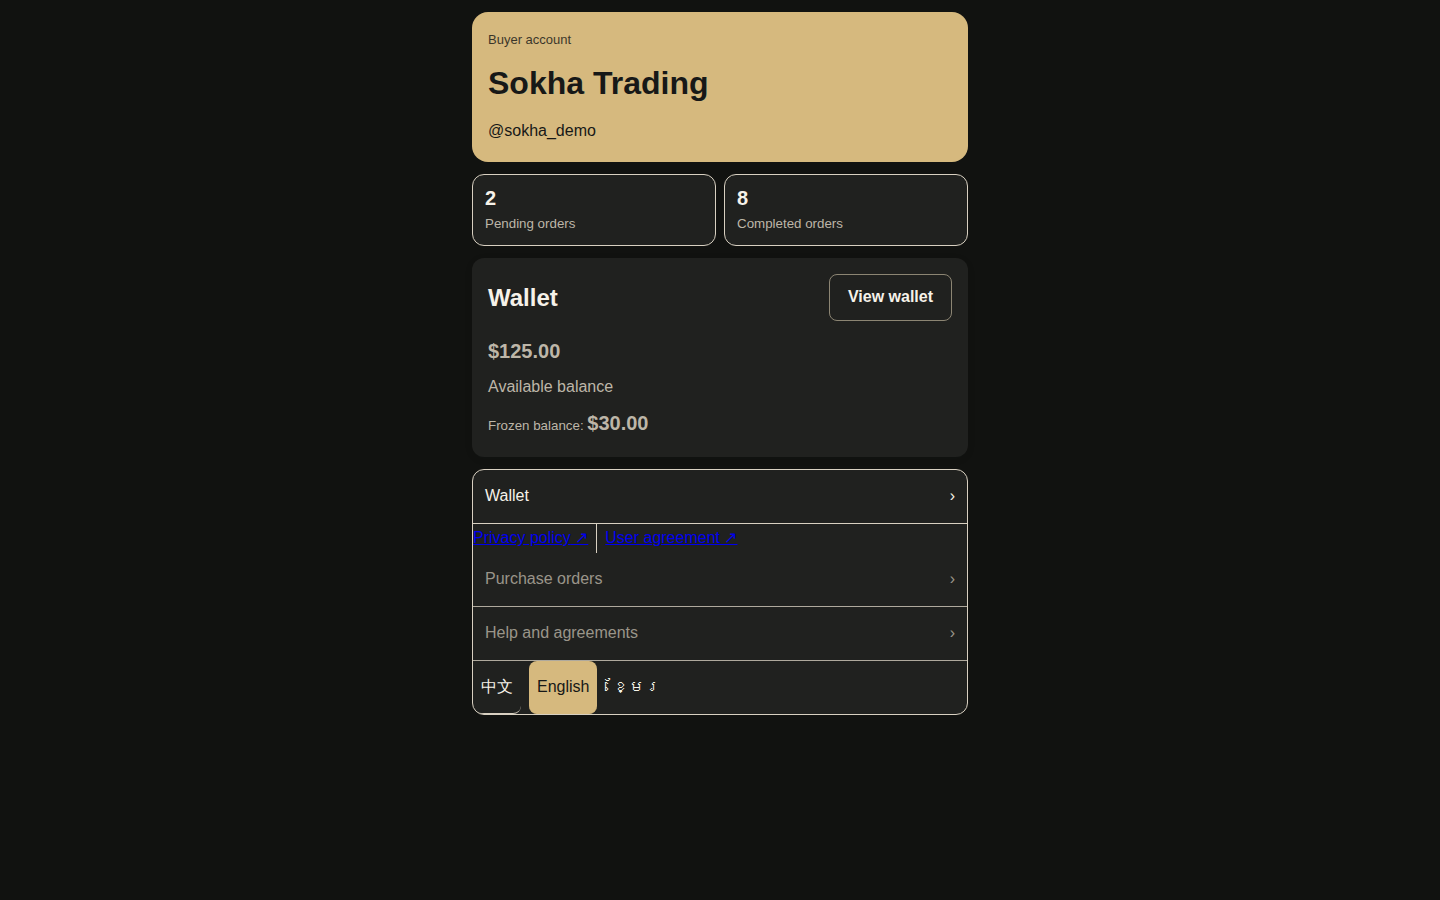 Buyer account
Sokha Trading
@sokha_demo
2
Pending orders
8
Completed orders
Wallet
View wallet
$125.00
Available balance
Frozen balance: $30.00
Wallet ›
Privacy policy ↗ User agreement ↗
Purchase orders ›
Help and agreements ›
中文 English ខ្មែរ